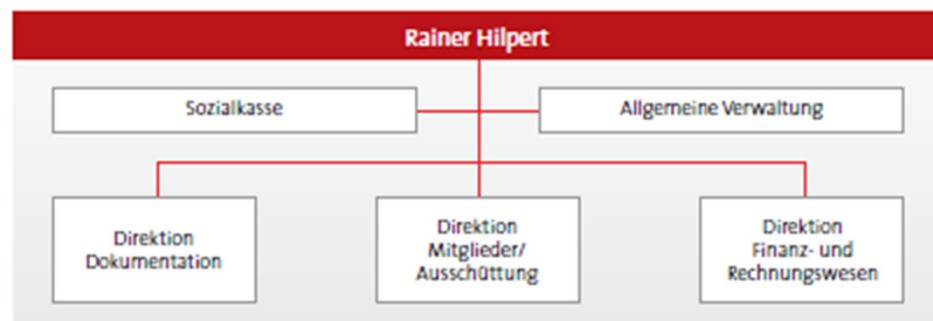 Rainer Hilpert
Sozialkasse
Allgemeine Verwaltung
Direktion
Dokumentation
Direktion
Mitglieder/
Ausschüttung
Direktion
Finanz- und
Rechnungswesen